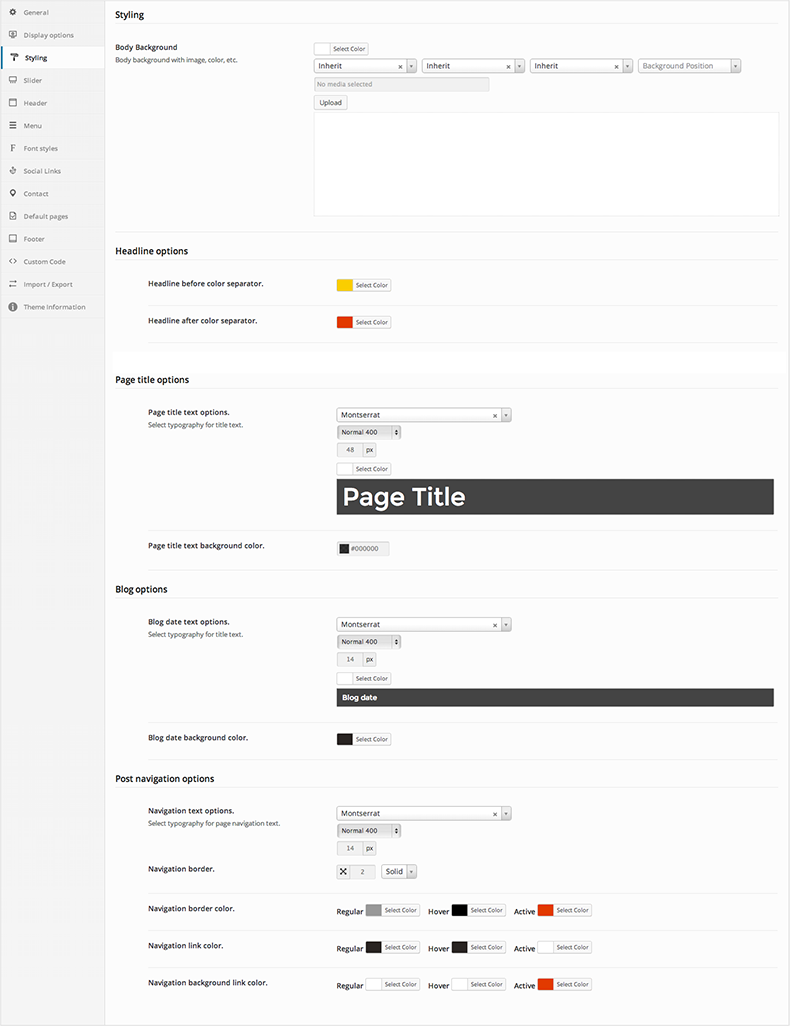 General
Display options
Styling
Slider
Header
Menu
Font styles
Social Links
Contact
Default pages
Footer
Custom Code
Import / Export
Theme Information
Styling
Body Background
Body background with image, color, etc.
Select Color
Inherit
Inherit
Inherit
Background Position
No media selected
Upload
Headline options
Headline before color separator.
Select Color
Headline after color separator.
Select Color
Page title options
Page title text options.
Select typography for title text.
Montserrat
Normal 400
48 px
Select Color
Page Title
Page title text background color.
#000000
Blog options
Blog date text options.
Select typography for title text.
Montserrat
Normal 400
14 px
Select Color
Blog date
Blog date background color.
Select Color
Post navigation options
Navigation text options.
Select typography for page navigation text.
Montserrat
Normal 400
14 px
Navigation border.
2 Solid
Navigation border color.
Regular Select Color Hover Select Color Active Select Color
Navigation link color.
Regular Select Color Hover Select Color Active Select Color
Navigation background link color.
Regular Select Color Hover Select Color Active Select Color